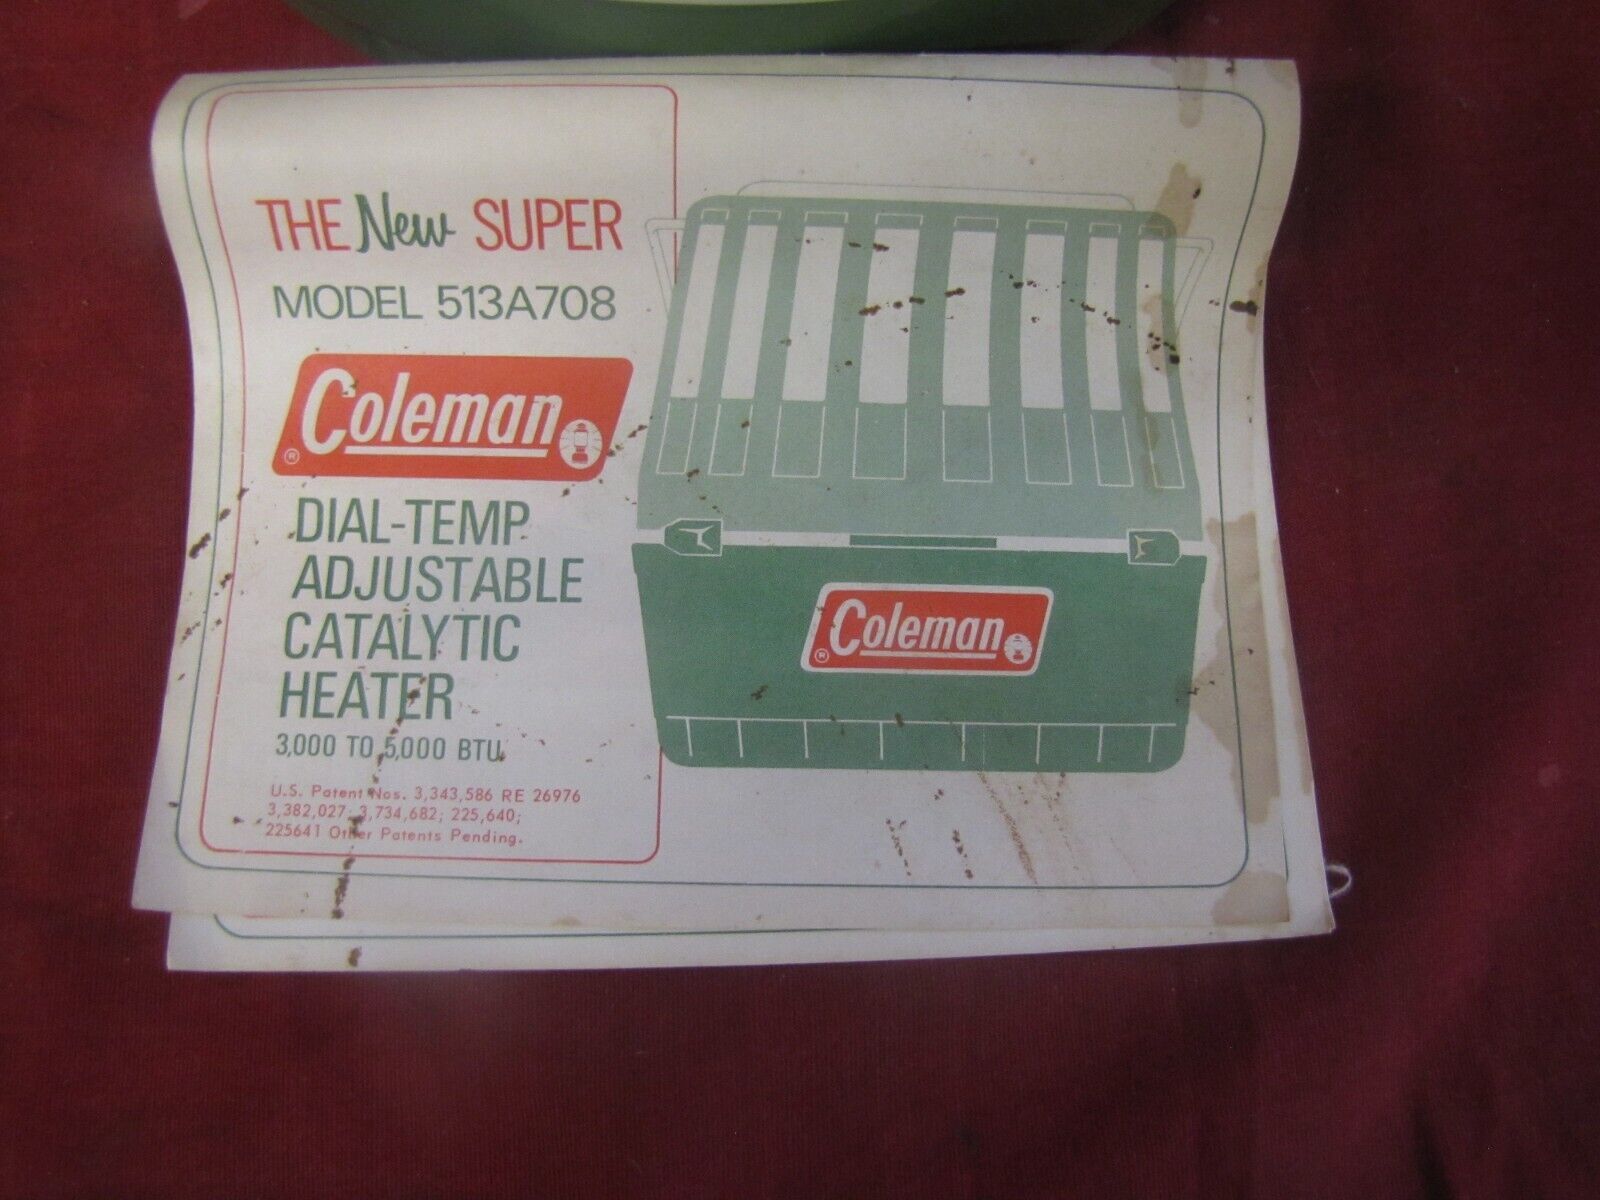 THE New SUPER
MODEL 513A708
Coleman
®
DIAL-TEMP
ADJUSTABLE
CATALYTIC
HEATER
3,000 TO 5,000 BTU
U.S. Patent Nos. 3,343,586 RE 26976
3,382,027; 3,734,682; 225,640;
225641 Other Patents Pending.
Coleman
®